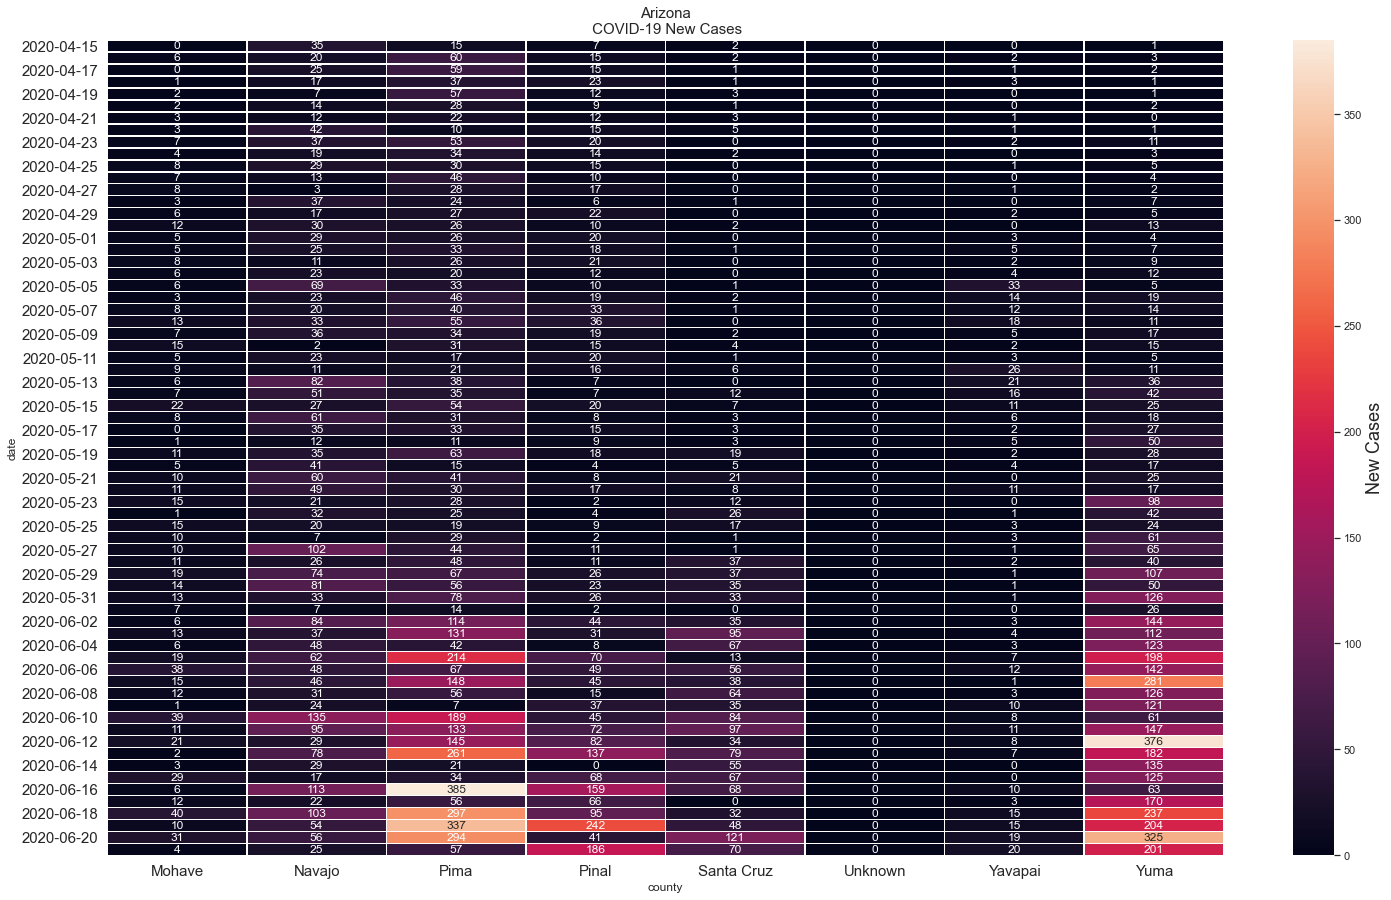 Arizona
COVID-19 New Cases
2020-04-15 0 35 15 7 2 0 0 1
6 20 60 15 2 0 2 3
2020-04-17 0 25 59 15 1 0 1 2
1 17 37 23 1 0 3 1
2020-04-19 2 7 57 12 3 0 0 1
2 14 28 9 1 0 0 2
2020-04-21 3 12 22 12 3 0 1 0
3 42 10 15 5 0 1 1
2020-04-23 7 37 53 20 0 0 2 11
4 19 34 14 2 0 0 3
2020-04-25 8 29 30 15 0 0 1 5
7 13 46 10 0 0 0 4
2020-04-27 8 3 28 17 0 0 1 2
3 37 24 6 1 0 0 7
2020-04-29 6 17 27 22 0 0 2 5
12 30 26 10 2 0 0 13
2020-05-01 5 29 26 20 0 0 3 4
5 25 33 18 1 0 5 7
2020-05-03 8 11 26 21 0 0 2 9
6 23 20 12 0 0 4 12
2020-05-05 6 69 33 10 1 0 33 5
3 23 46 19 2 0 14 19
2020-05-07 8 20 40 33 1 0 12 14
13 33 55 36 0 0 18 11
2020-05-09 7 36 34 19 2 0 5 17
15 2 31 15 4 0 2 15
2020-05-11 5 23 17 20 1 0 3 5
9 11 21 16 6 0 26 11
2020-05-13 6 82 38 7 0 0 21 36
7 51 35 7 12 0 16 42
2020-05-15 22 27 54 20 7 0 11 25
8 61 31 8 3 0 6 18
2020-05-17 0 35 33 15 3 0 2 27
1 12 11 9 3 0 5 50
2020-05-19 11 35 63 18 19 0 2 28
5 41 15 4 5 0 4 17
2020-05-21 10 60 41 8 21 0 0 25
11 49 30 17 8 0 11 17
2020-05-23 15 21 28 2 12 0 0 98
1 32 25 4 26 0 1 42
2020-05-25 15 20 19 9 17 0 3 24
10 7 29 2 1 0 3 61
2020-05-27 10 102 44 11 1 0 1 65
11 26 48 11 37 0 2 40
2020-05-29 19 74 67 26 37 0 1 107
14 81 56 23 35 0 1 50
2020-05-31 13 33 78 26 33 0 1 126
7 7 14 2 0 0 0 26
2020-06-02 6 84 114 44 35 0 3 144
13 37 131 31 95 0 4 112
2020-06-04 6 48 42 8 67 0 3 123
19 62 214 70 13 0 7 198
2020-06-06 38 48 67 49 56 0 12 142
15 46 148 45 38 0 1 281
2020-06-08 12 31 56 15 64 0 3 126
1 24 7 37 35 0 10 121
2020-06-10 39 135 189 45 84 0 8 61
11 95 133 72 97 0 11 147
2020-06-12 21 29 145 82 34 0 8 376
2 78 261 137 79 0 7 182
2020-06-14 3 29 21 0 55 0 0 135
29 17 34 68 67 0 0 125
2020-06-16 6 113 385 159 68 0 10 63
12 22 56 66 0 0 3 170
2020-06-18 40 103 297 95 32 0 15 237
10 54 337 242 48 0 15 204
2020-06-20 31 56 294 41 121 0 19 325
4 25 57 186 70 0 20 201
Mohave Navajo Pima Pinal Santa Cruz Unknown Yavapai Yuma
county
date
350
300
250
200
150
100
50
0
New Cases